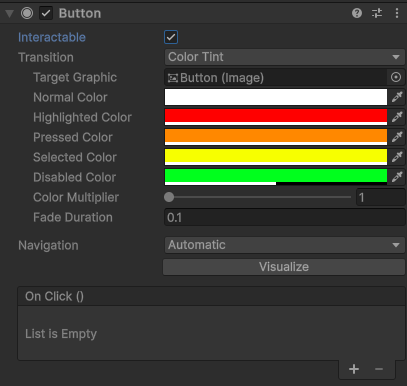 Button
Interactable
Transition Color Tint
Target Graphic Button (Image)
Normal Color
Highlighted Color
Pressed Color
Selected Color
Disabled Color
Color Multiplier 1
Fade Duration 0.1
Navigation Automatic
Visualize
On Click ()
List is Empty